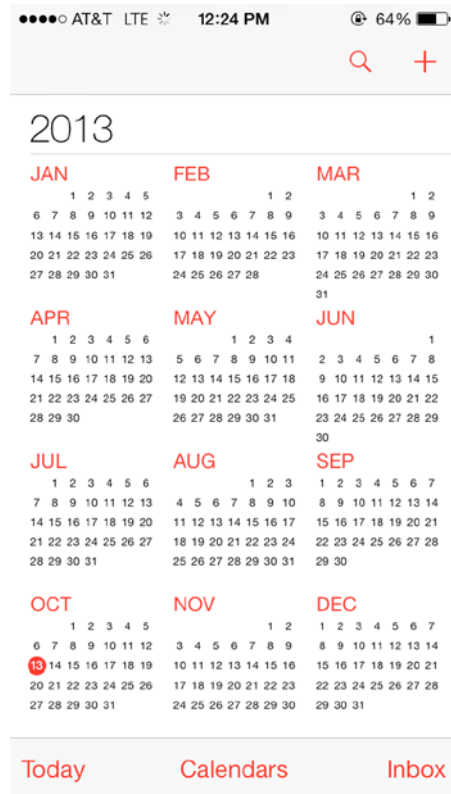 AT&T LTE 12:24 PM 64%
2013
JAN FEB MAR
1 2 3 4 5 1 2 1 2
6 7 8 9 10 11 12 3 4 5 6 7 8 9 3 4 5 6 7 8 9
13 14 15 16 17 18 19 10 11 12 13 14 15 16 10 11 12 13 14 15 16
20 21 22 23 24 25 26 17 18 19 20 21 22 23 17 18 19 20 21 22 23
27 28 29 30 31 24 25 26 27 28 24 25 26 27 28 29 30
31
APR MAY JUN
1 2 3 4 5 6 1 2 3 4 1
7 8 9 10 11 12 13 5 6 7 8 9 10 11 2 3 4 5 6 7 8
14 15 16 17 18 19 20 12 13 14 15 16 17 18 9 10 11 12 13 14 15
21 22 23 24 25 26 27 19 20 21 22 23 24 25 16 17 18 19 20 21 22
28 29 30 26 27 28 29 30 31 23 24 25 26 27 28 29
30
JUL AUG SEP
1 2 3 4 5 6 1 2 3 1 2 3 4 5 6 7
7 8 9 10 11 12 13 4 5 6 7 8 9 10 8 9 10 11 12 13 14
14 15 16 17 18 19 20 11 12 13 14 15 16 17 15 16 17 18 19 20 21
21 22 23 24 25 26 27 18 19 20 21 22 23 24 22 23 24 25 26 27 28
28 29 30 31 25 26 27 28 29 30 31 29 30
OCT NOV DEC
1 2 3 4 5 1 2 1 2 3 4 5 6 7
6 7 8 9 10 11 12 3 4 5 6 7 8 9 8 9 10 11 12 13 14
13 14 15 16 17 18 19 10 11 12 13 14 15 16 15 16 17 18 19 20 21
20 21 22 23 24 25 26 17 18 19 20 21 22 23 22 23 24 25 26 27 28
27 28 29 30 31 24 25 26 27 28 29 30 29 30 31
Today Calendars Inbox